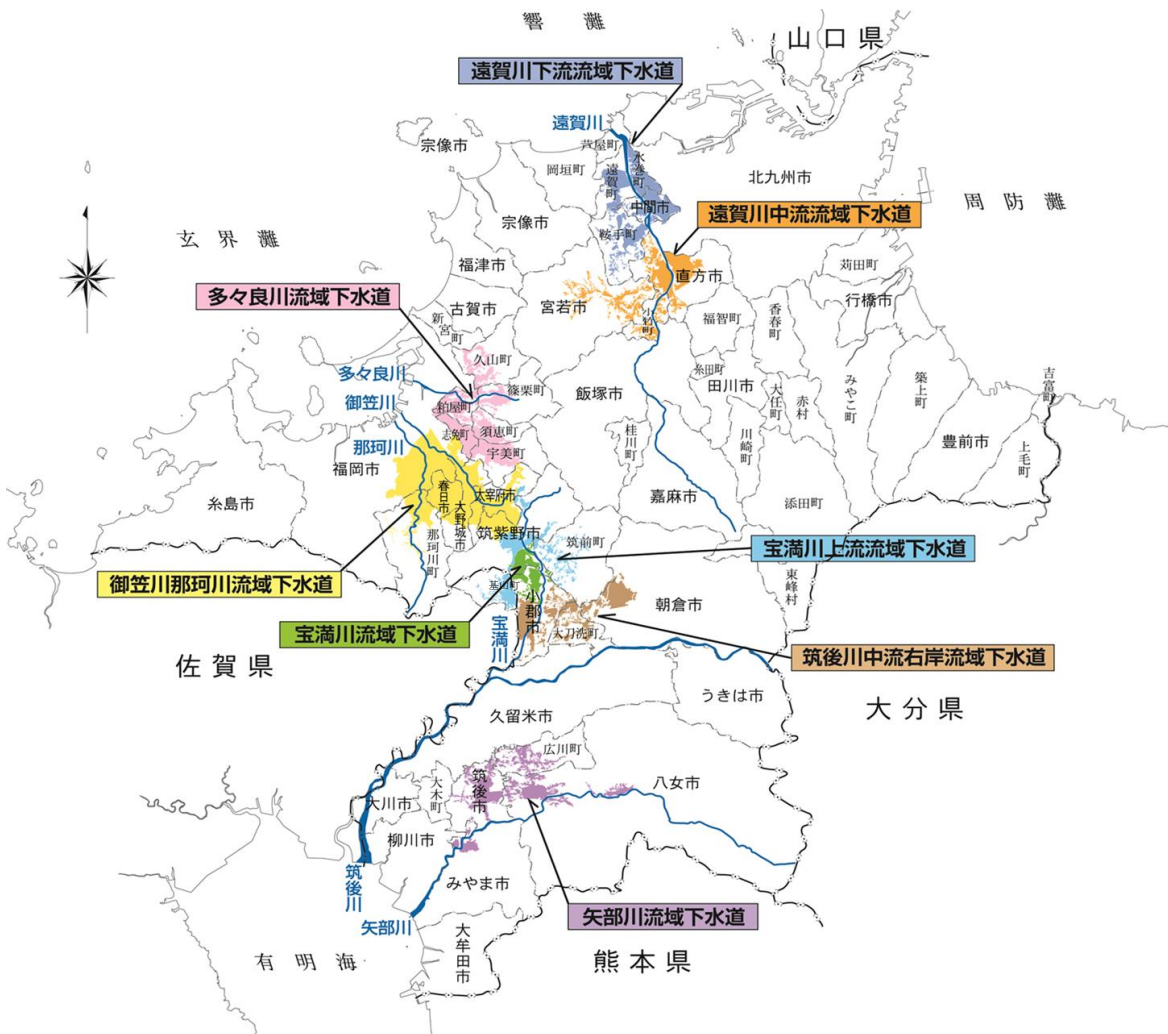 響灘
山口県
遠賀川下流流域下水道
遠賀川
芦屋町
水巻町
宗像市
岡垣町
遠賀町
北九州市
中間市
周防灘
遠賀川中流流域下水道
宗像市
鞍手町
玄界灘
福津市
直方市
苅田町
多々良川流域下水道
古賀市
宮若市
行橋市
新宮町
小竹町
福智町
香春町
久山町
多々良川
篠栗町
飯塚市
糸田町
田川市
大任町
赤村
みやこ町
築上町
吉富町
御笠川
粕屋町
志免町
須恵町
那珂川
宇美町
桂川町
川崎町
豊前市
上毛町
福岡市
糸島市
春日市
大野城市
太宰府市
嘉麻市
添田町
筑紫野市
那珂川町
筑前町
宝満川上流流域下水道
御笠川那珂川流域下水道
基山町
東峰村
小郡市
朝倉市
宝満川流域下水道
宝満川
大刀洗町
筑後川中流右岸流域下水道
佐賀県
うきは市
大分県
久留米市
広川町
筑後市
八女市
大木町
大川市
柳川市
筑後川
みやま市
矢部川
矢部川流域下水道
大牟田市
有明海
熊本県